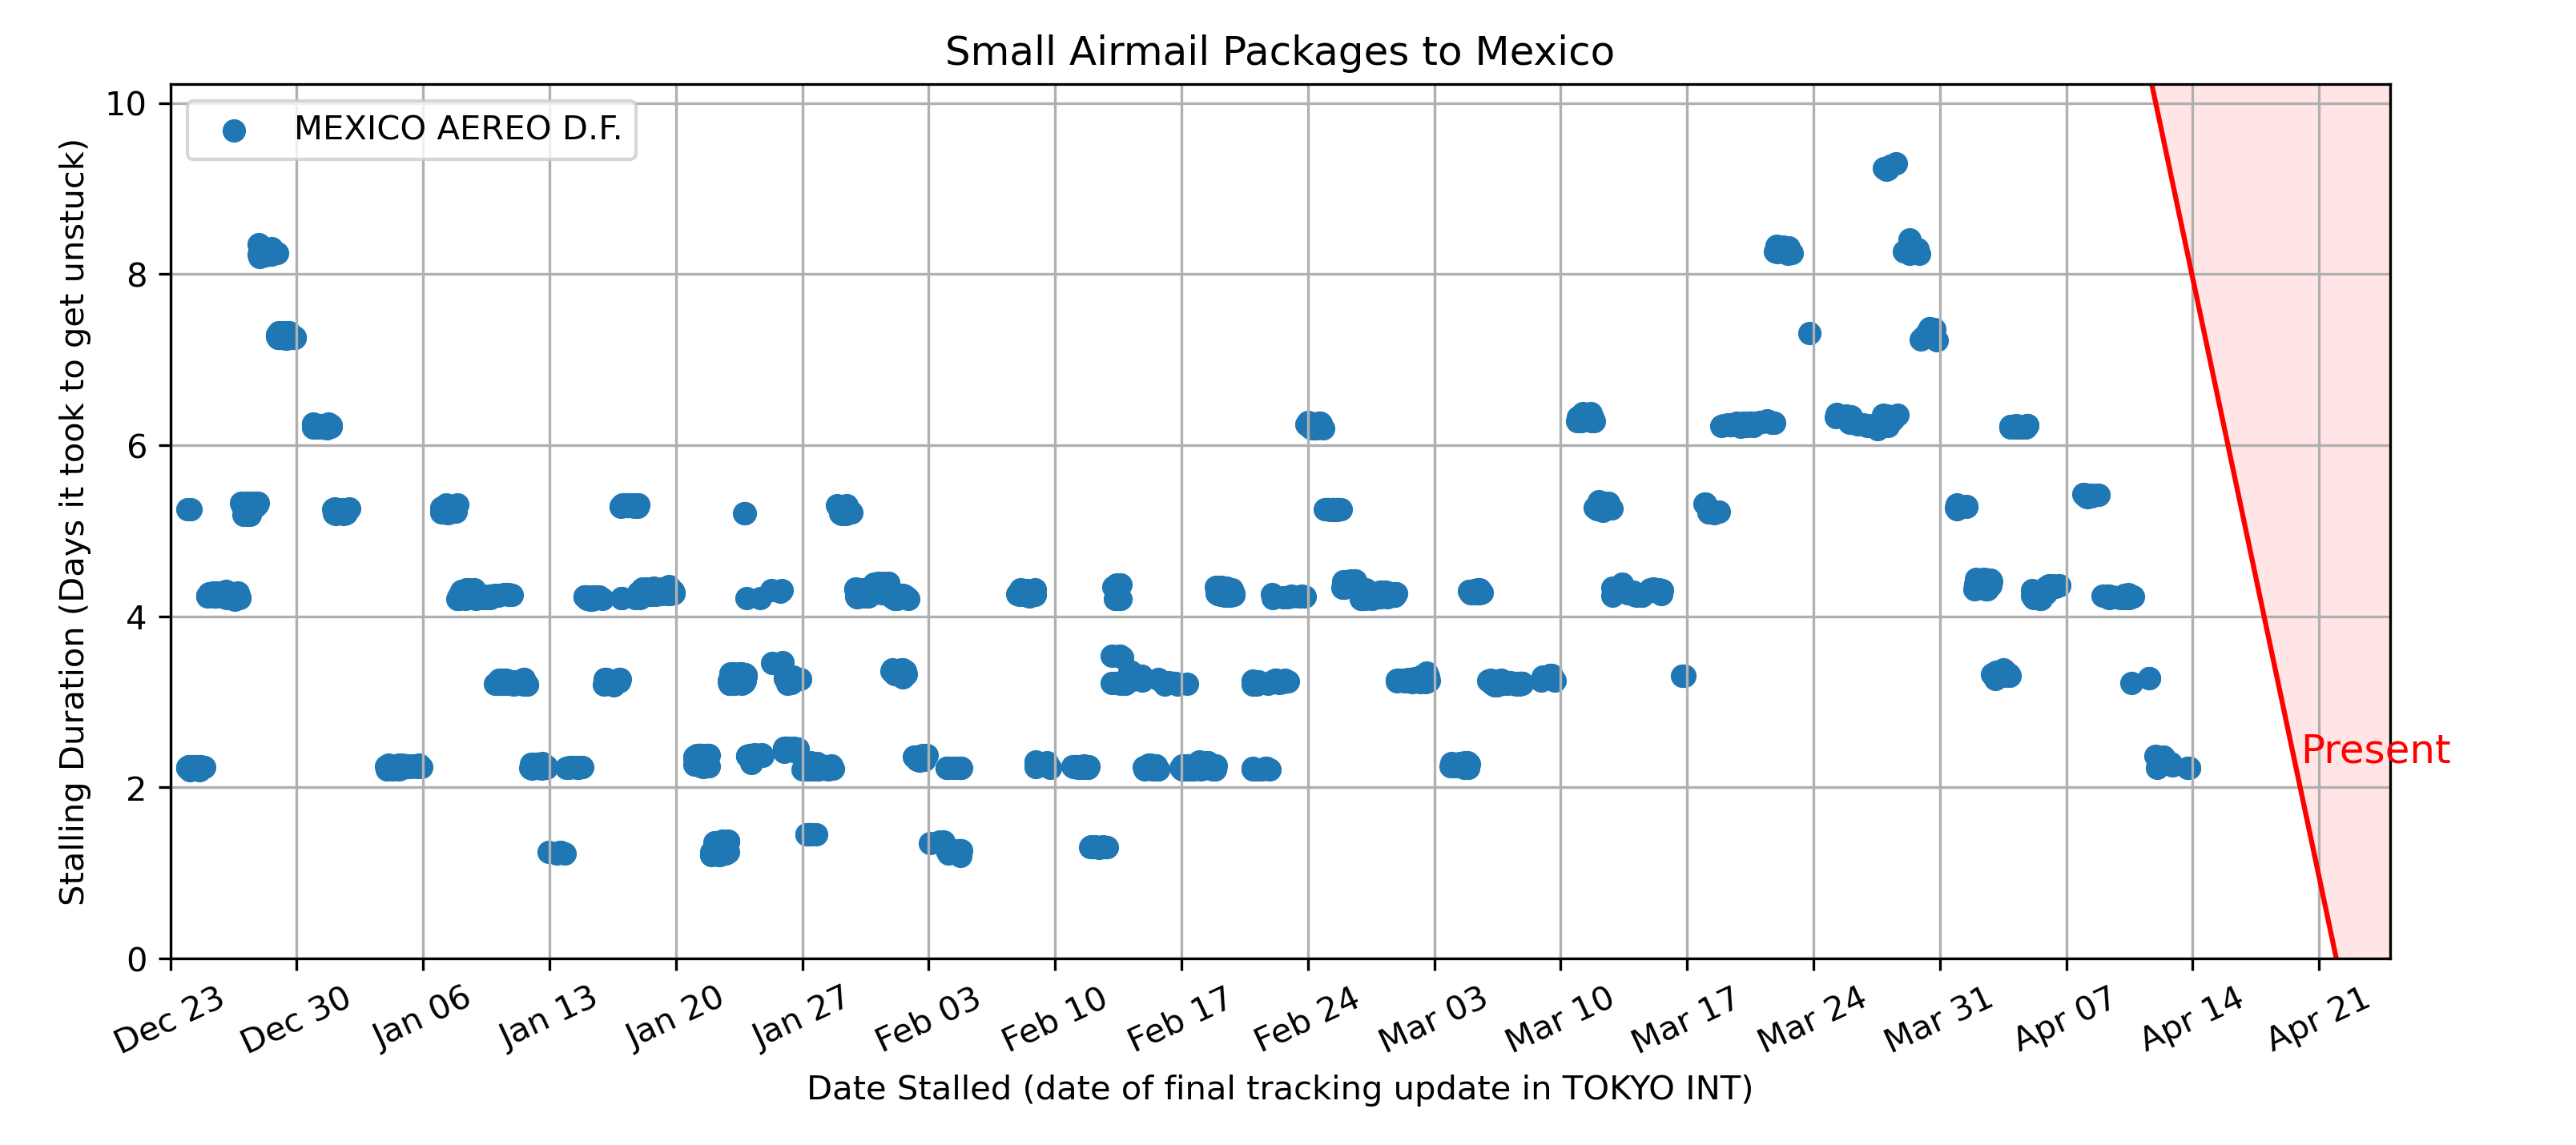 Small Airmail Packages to Mexico
MEXICO AEREO D.F.
Stalling Duration (Days it took to get unstuck)
10
8
6
4
2
0
Present
Dec 23
Dec 30
Jan 06
Jan 13
Jan 20
Jan 27
Feb 03
Feb 10
Feb 17
Feb 24
Mar 03
Mar 10
Mar 17
Mar 24
Mar 31
Apr 07
Apr 14
Apr 21
Date Stalled (date of final tracking update in TOKYO INT)